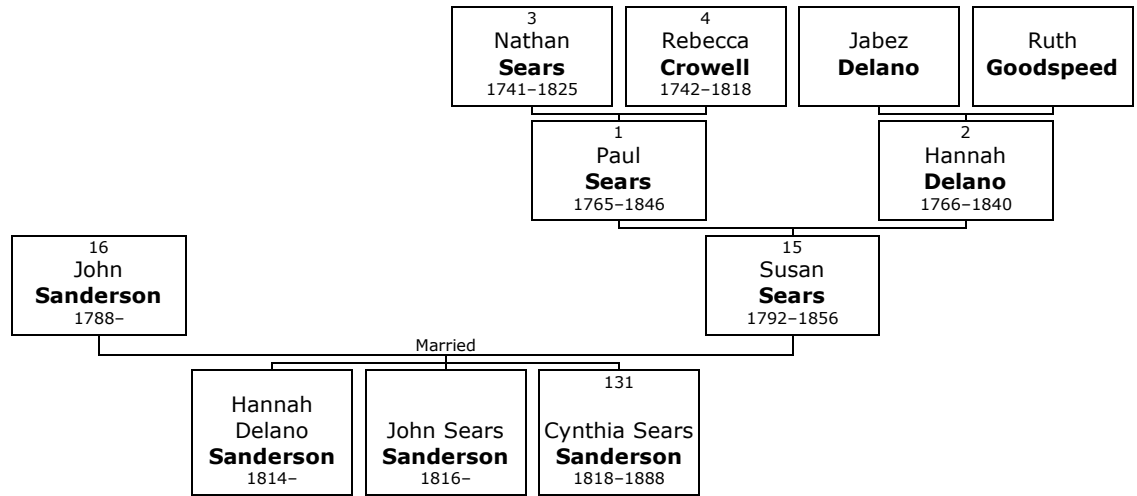 3
Nathan
Sears
1741–1825
4
Rebecca
Crowell
1742–1818
Jabez
Delano
Ruth
Goodspeed
1
Paul
Sears
1765–1846
2
Hannah
Delano
1766–1840
16
John
Sanderson
1788–
15
Susan
Sears
1792–1856
Married
Hannah
Delano
Sanderson
1814–
John Sears
Sanderson
1816–
131
Cynthia Sears
Sanderson
1818–1888